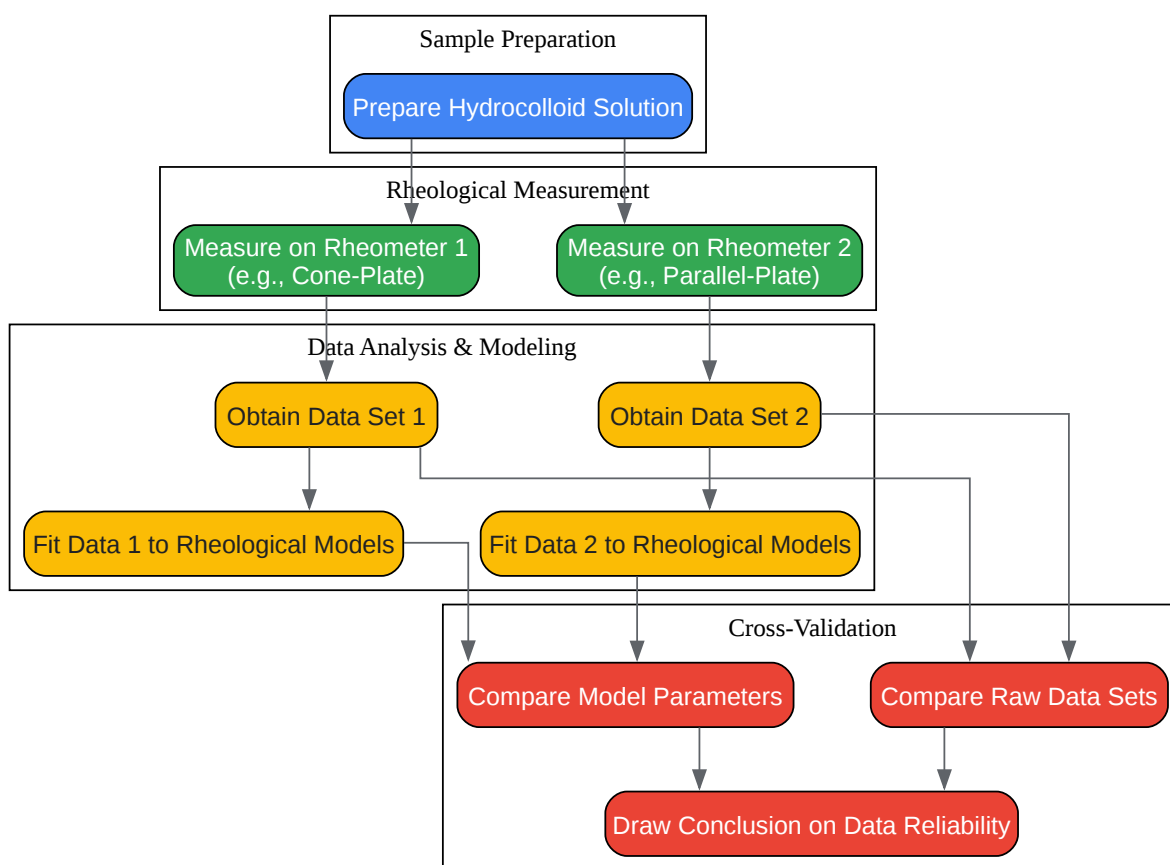 Sample Preparation
Prepare Hydrocolloid Solution
Rheological Measurement
Measure on Rheometer 1
(e.g., Cone-Plate)
Measure on Rheometer 2
(e.g., Parallel-Plate)
Data Analysis & Modeling
Obtain Data Set 1
Obtain Data Set 2
Fit Data 1 to Rheological Models
Fit Data 2 to Rheological Models
Cross-Validation
Compare Model Parameters
Compare Raw Data Sets
Draw Conclusion on Data Reliability